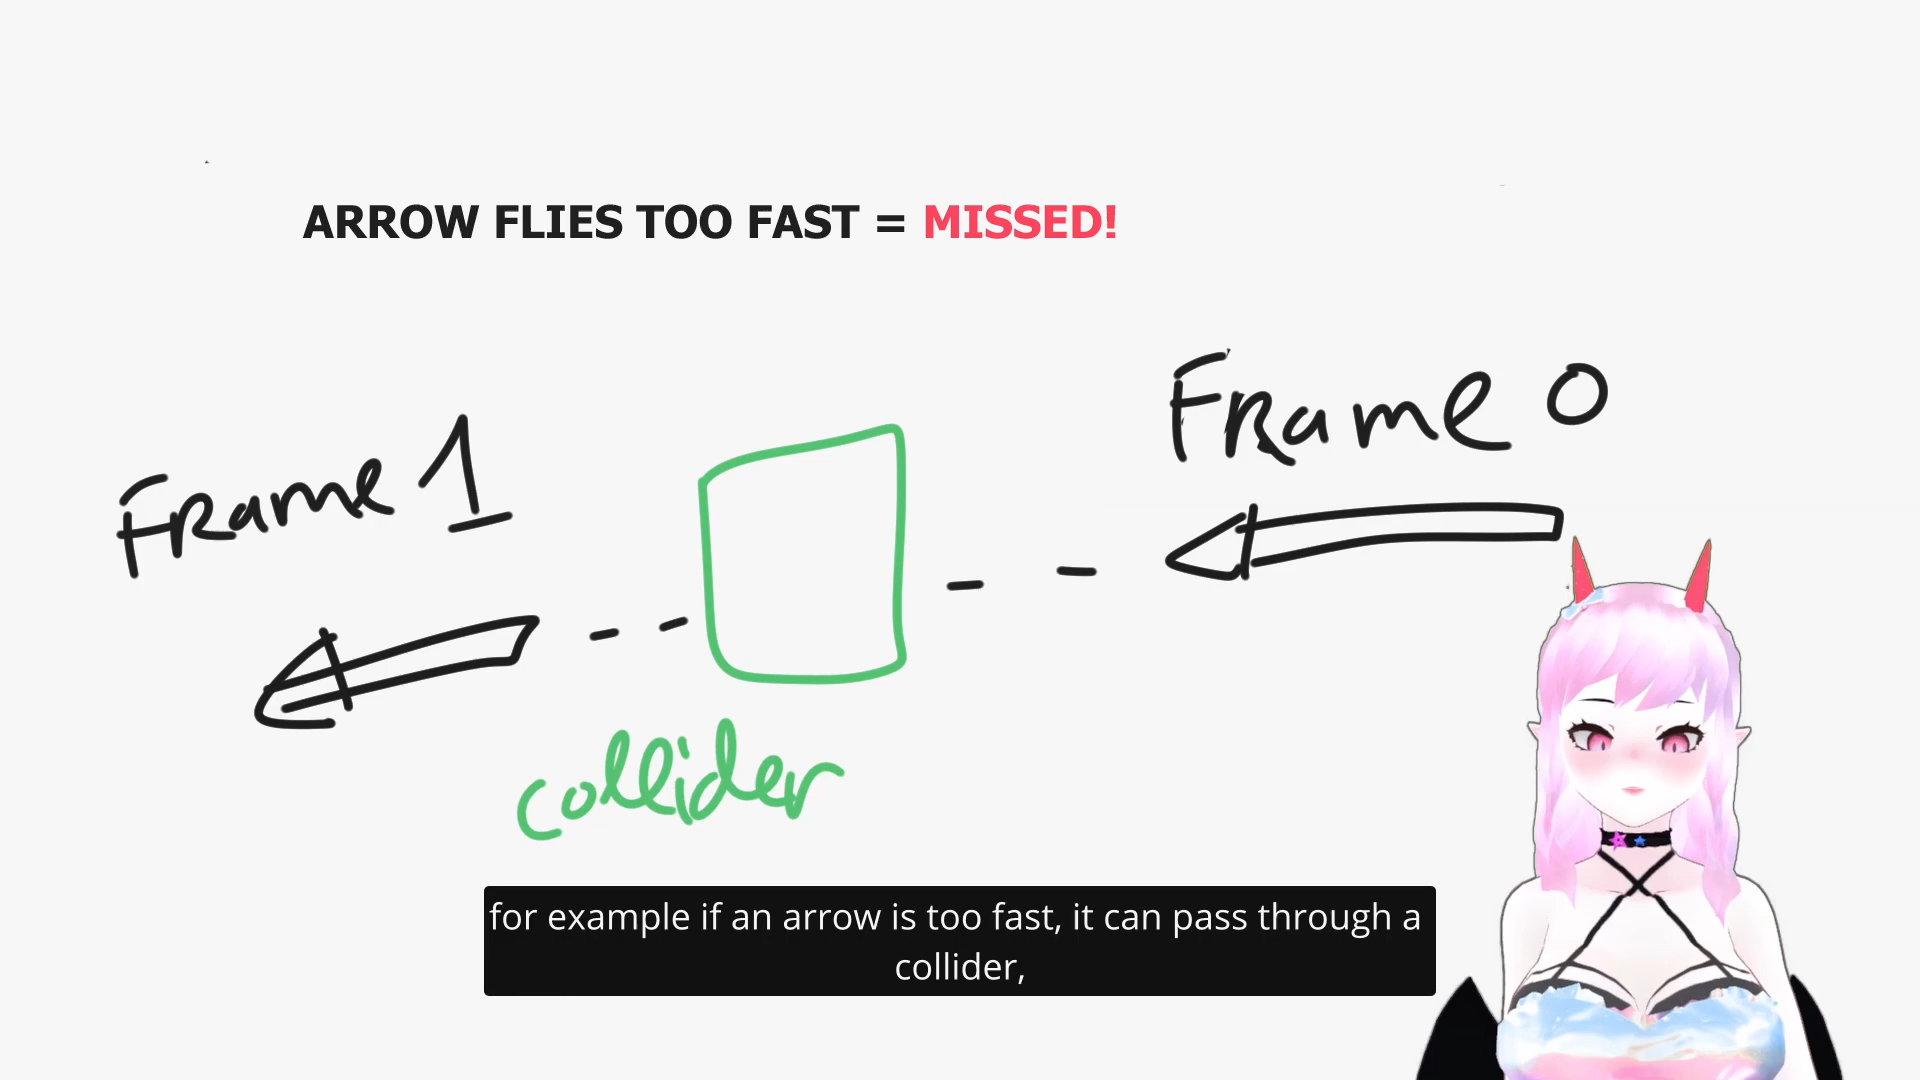 ARROW FLIES TOO FAST = MISSED!
Frame 0
Frame 1
collider
for example if an arrow is too fast, it can pass through a
collider,